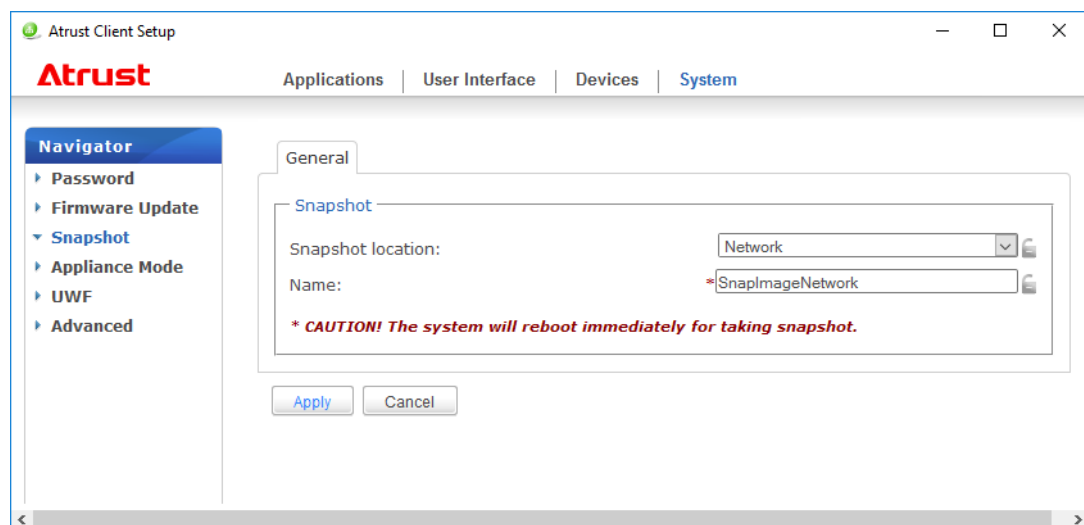 Atrust Client Setup
Atrust
Applications User Interface Devices System
Navigator
Password
Firmware Update
Snapshot
Appliance Mode
UWF
Advanced
General
Snapshot
Snapshot location: Network
Name: *SnapImageNetwork
* CAUTION! The system will reboot immediately for taking snapshot.
Apply Cancel